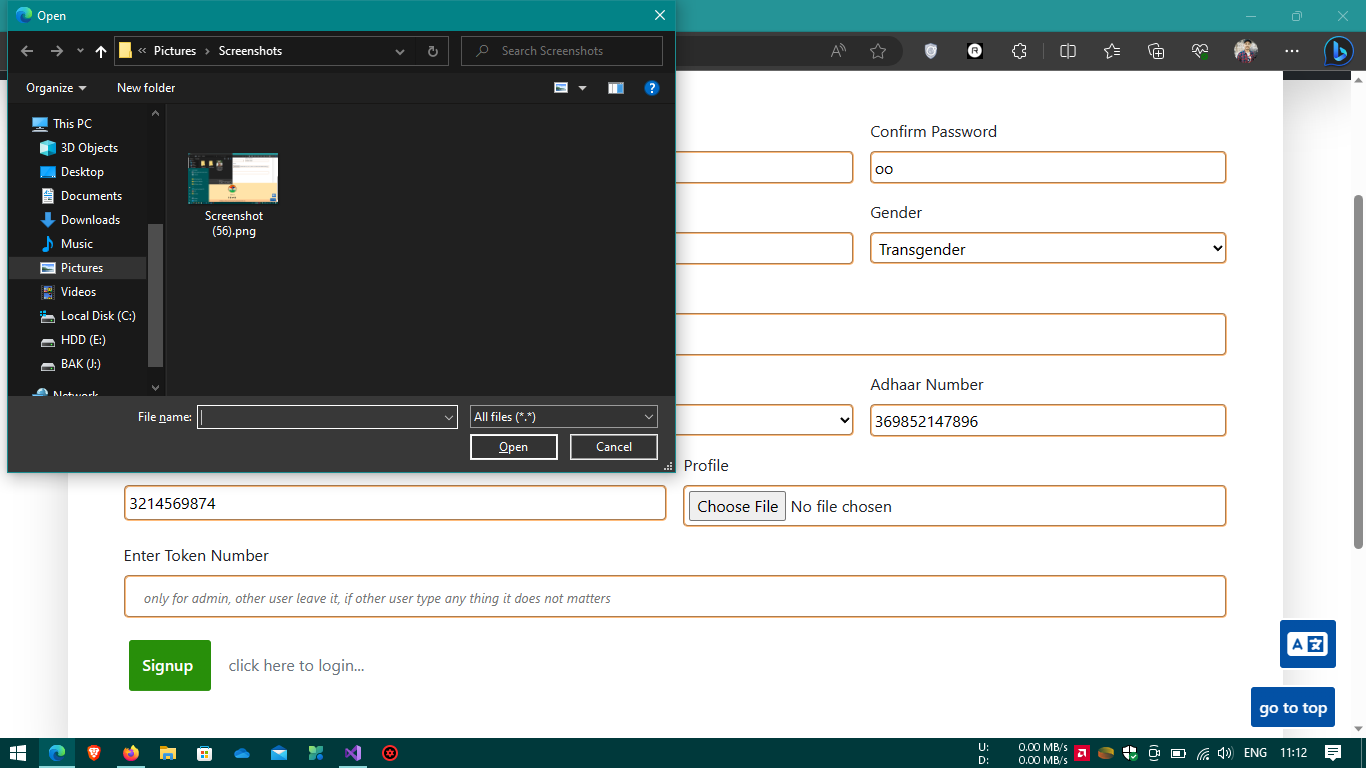 Open
Pictures
Screenshots
Search Screenshots
Organize
New folder
This PC
3D Objects
Desktop
Documents
Downloads
Music
Pictures
Videos
Local Disk (C:)
HDD (E:)
BAK (J:)
Network
Screenshot
(56).png
File name:
All files (*.*)
Open
Cancel
Confirm Password
oo
Gender
Transgender
Adhaar Number
369852147896
Profile
3214569874
Choose File No file chosen
Enter Token Number
only for admin, other user leave it, if other user type any thing it does not matters
Signup
click here to login...
A
go to top
U: 0.00 MB/s
D: 0.00 MB/s
ENG
11:12